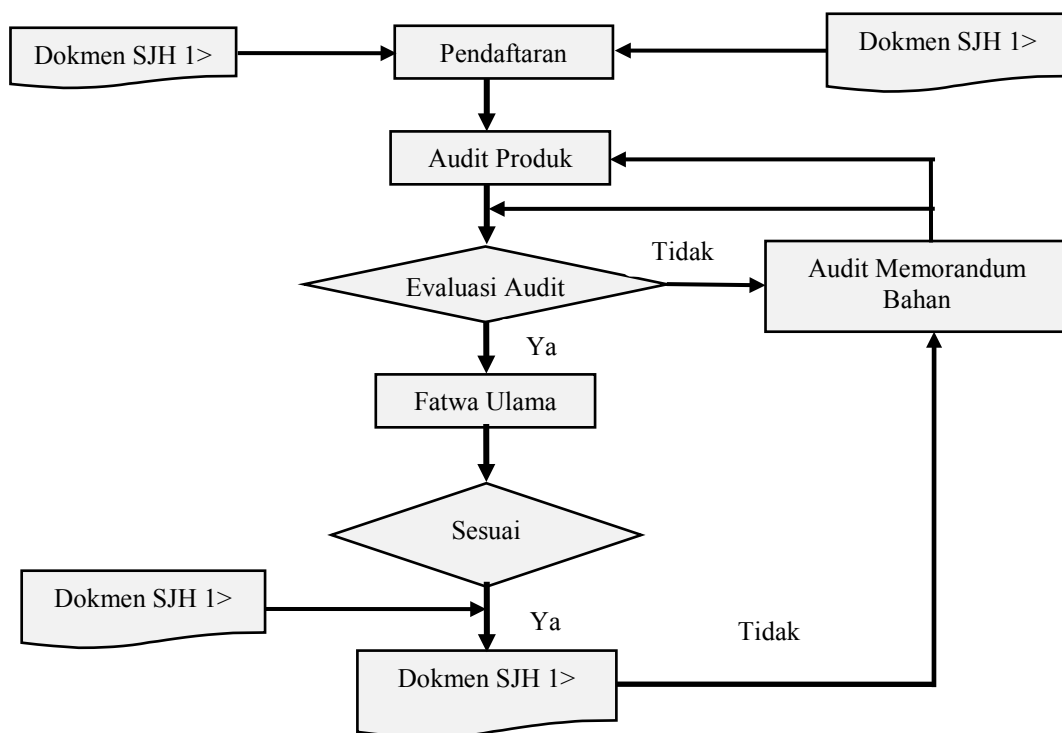 Dokmen SJH 1>
Pendaftaran
Dokmen SJH 1>
Audit Produk
Tidak
Evaluasi Audit
Audit Memorandum
Bahan
Ya
Fatwa Ulama
Sesuai
Dokmen SJH 1>
Ya
Tidak
Dokmen SJH 1>